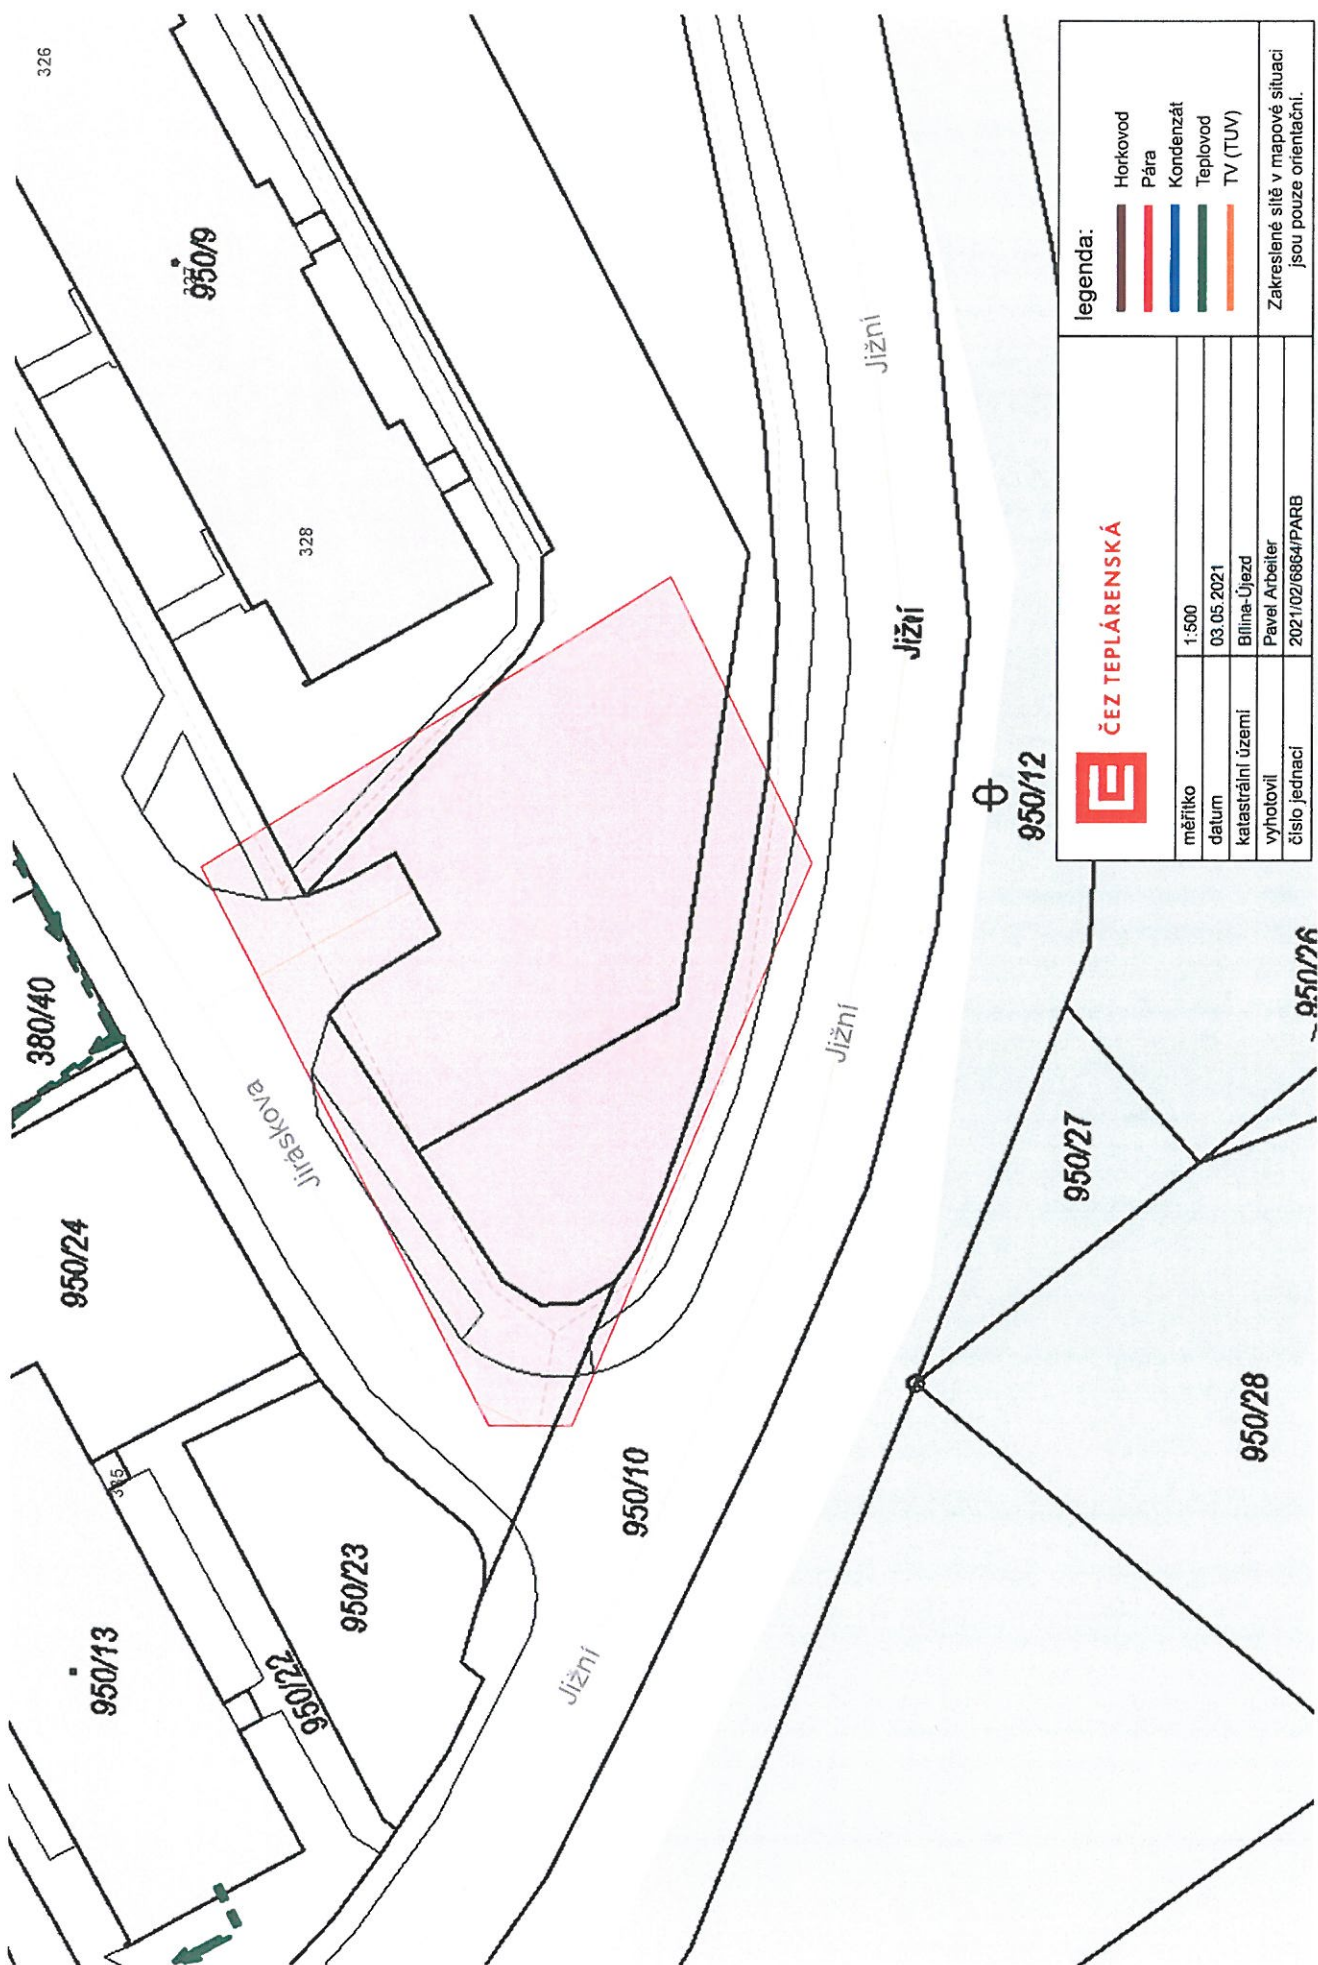 326
950/9
328
380/40
950/24
Jiráskova
Jižní
Jižní
Jižní
950/12
950/13
335
950/22
950/23
950/10
Jižní
950/27
950/26
950/28
ČEZ TEPLÁRENSKÁ
měřítko 1:500
datum 03.05.2021
katastrální území Bílina-Újezd
vyhotovil Pavel Arbeiter
číslo jednací 2021/02/6864/PARB
legenda:
Horkovod
Pára
Kondenzát
Teplovod
TV (TUV)
Zakreslené sítě v mapové situaci
jsou pouze orientační.